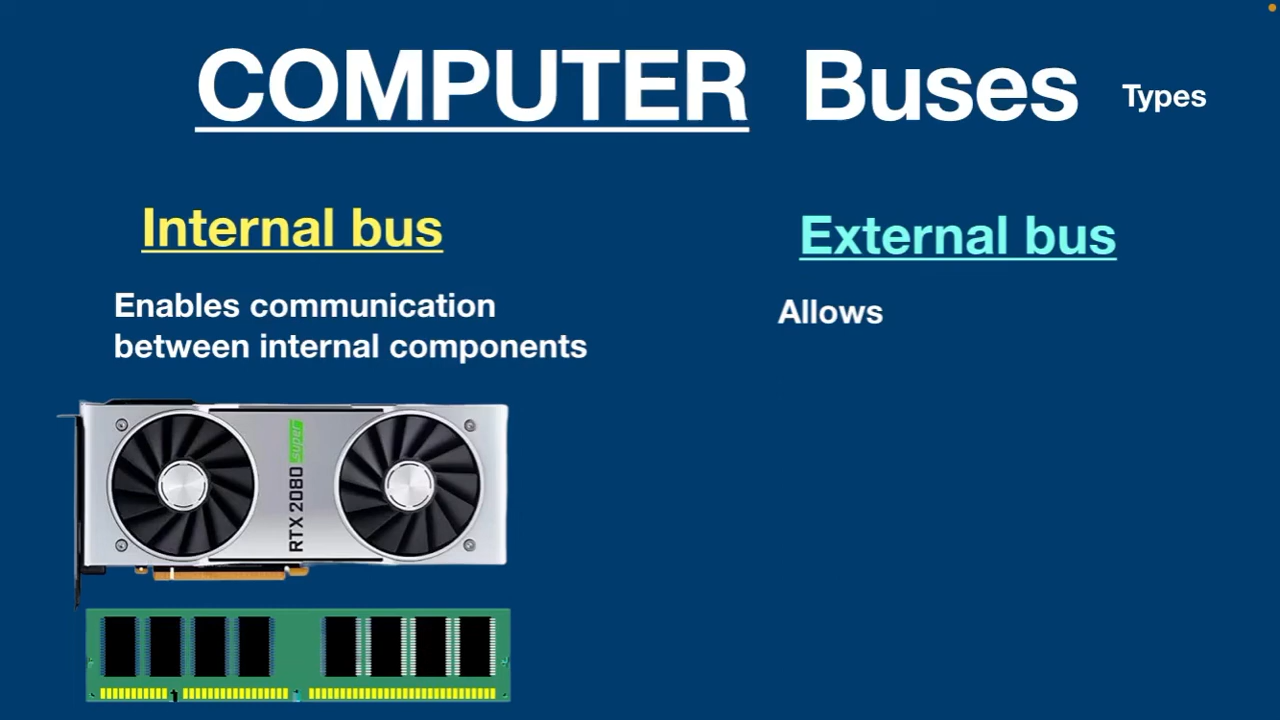 COMPUTER Buses Types
Internal bus
External bus
Enables communication
between internal components
Allows
RTX 2080 super